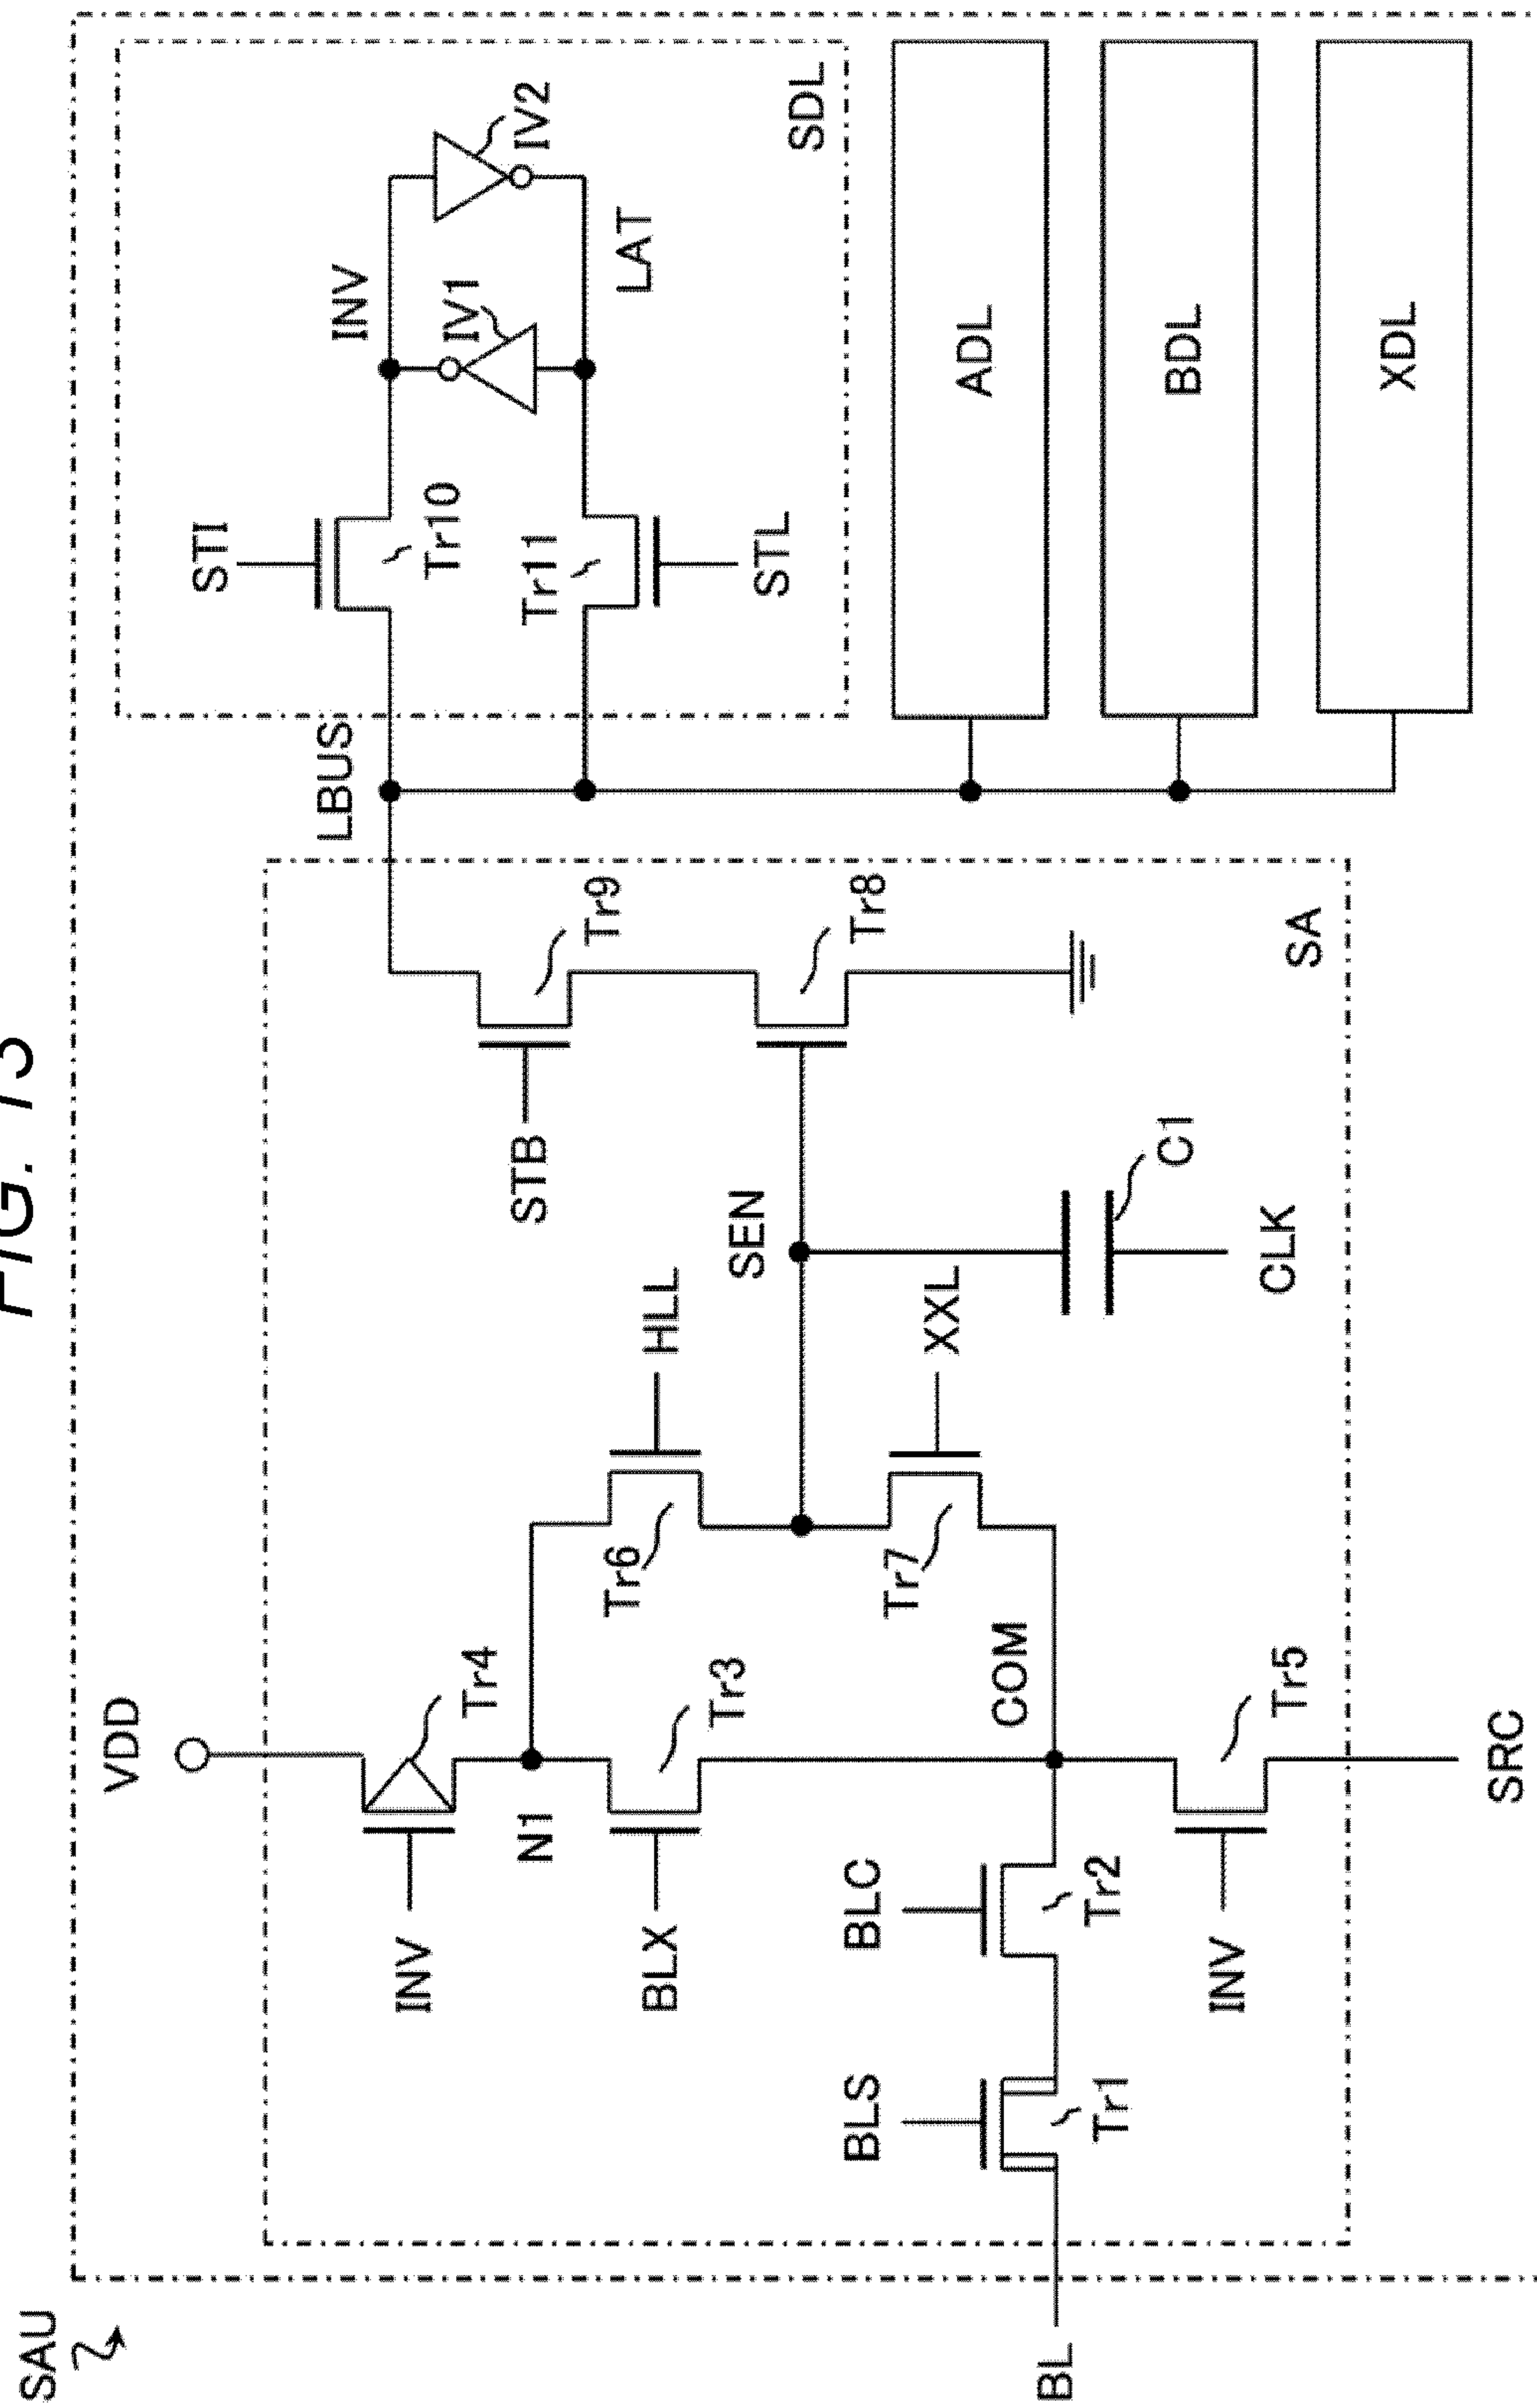 FIG. 13
SAU
VDD
STI
LBUS
INV
INV
Tr10
IV1
Tr4
N1
STB
Tr11
IV2
Tr9
Tr6
LAT
BLX
HLL
Tr3
SEN
STL
SDL
BLS
BLC
Tr8
Tr7
XXL
ADL
COM
BL
Tr1
Tr2
C1
BDL
INV
CLK
Tr5
SA
XDL
SRC